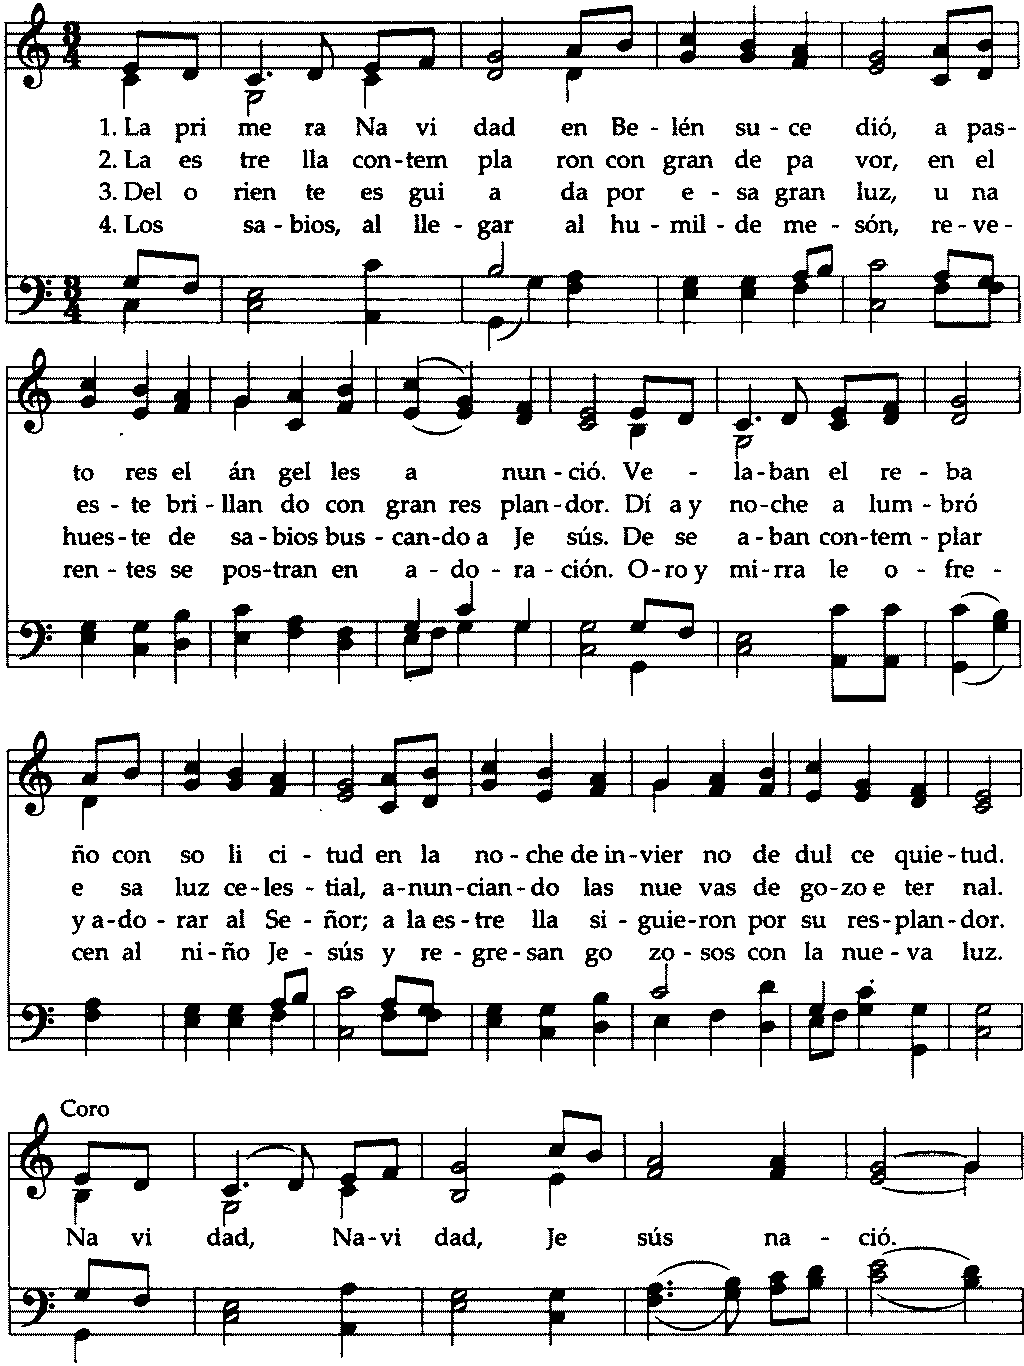 1. La pri me ra Na vi dad en Be - lén su - ce dió, a pas-
2. La es tre lla con-tem pla ron con gran de pa vor, en el
3. Del o rien te es gui a da por e - sa gran luz, u na
4. Los sa - bios, al lle - gar al hu - mil - de me - són, re - ve -
to res el án gel les a nun - ció. Ve - la - ban el re - ba
es - te bri - llan do con gran res plan - dor. Dí a y no - che a lum - bró
hues - te de sa - bios bus - can - do a Je sús. De se a - ban con - tem - plar
ren - tes se pos - tran en a - do - ra - ción. O - ro y mi - rra le o - fre -
ño con so li ci - tud en la no - che de in - vier no de dul ce quie - tud.
e sa luz ce - les - tial, a - nun - cian - do las nue vas de go - zo e ter nal.
y a - do - rar al Se - ñor; a la es - tre lla si - guie - ron por su res - plan - dor.
cen al ni - ño Je - sús y re - gre - san go zo - sos con la nue - va luz.
Coro
Na vi dad, Na - vi dad, Je sús na - ció.